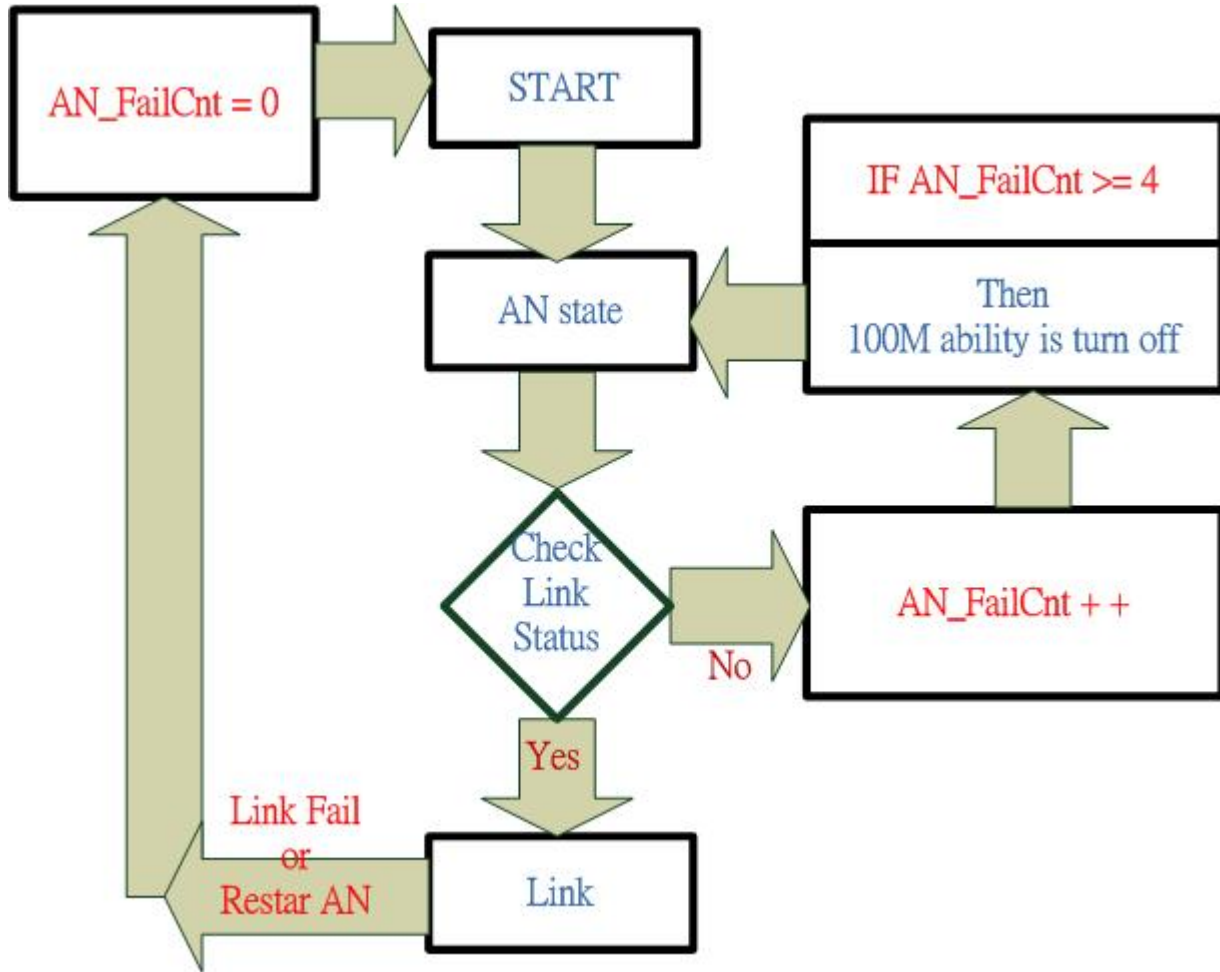 AN_FailCnt = 0
START
IF AN_FailCnt >= 4
AN state
Then
100M ability is turn off
Check
Link
Status
No
AN_FailCnt + +
Yes
Link Fail
or
Restar AN
Link